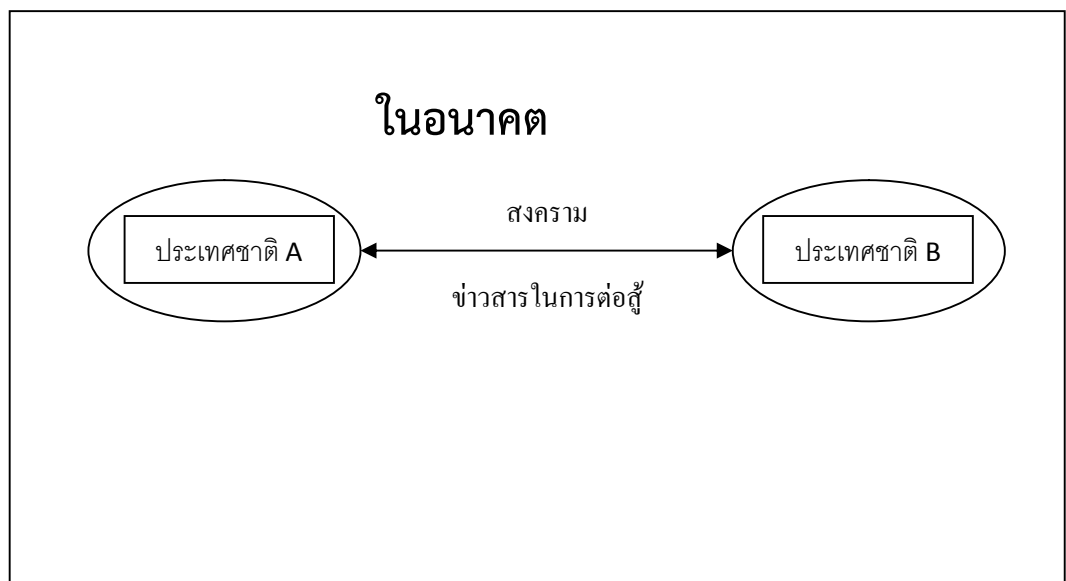 ในอนาคต
สงคราม
ประเทศชาติ A
ประเทศชาติ B
ข่าวสารในการต่อสู้